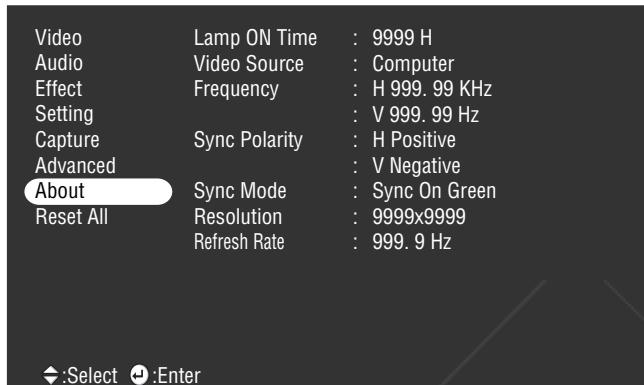 Video Lamp ON Time : 9999 H
Audio Video Source : Computer
Effect Frequency : H 999. 99 KHz
Setting : V 999. 99 Hz
Capture Sync Polarity : H Positive
Advanced : V Negative
About Sync Mode : Sync On Green
Reset All Resolution : 9999x9999
Refresh Rate : 999. 9 Hz
:Select :Enter